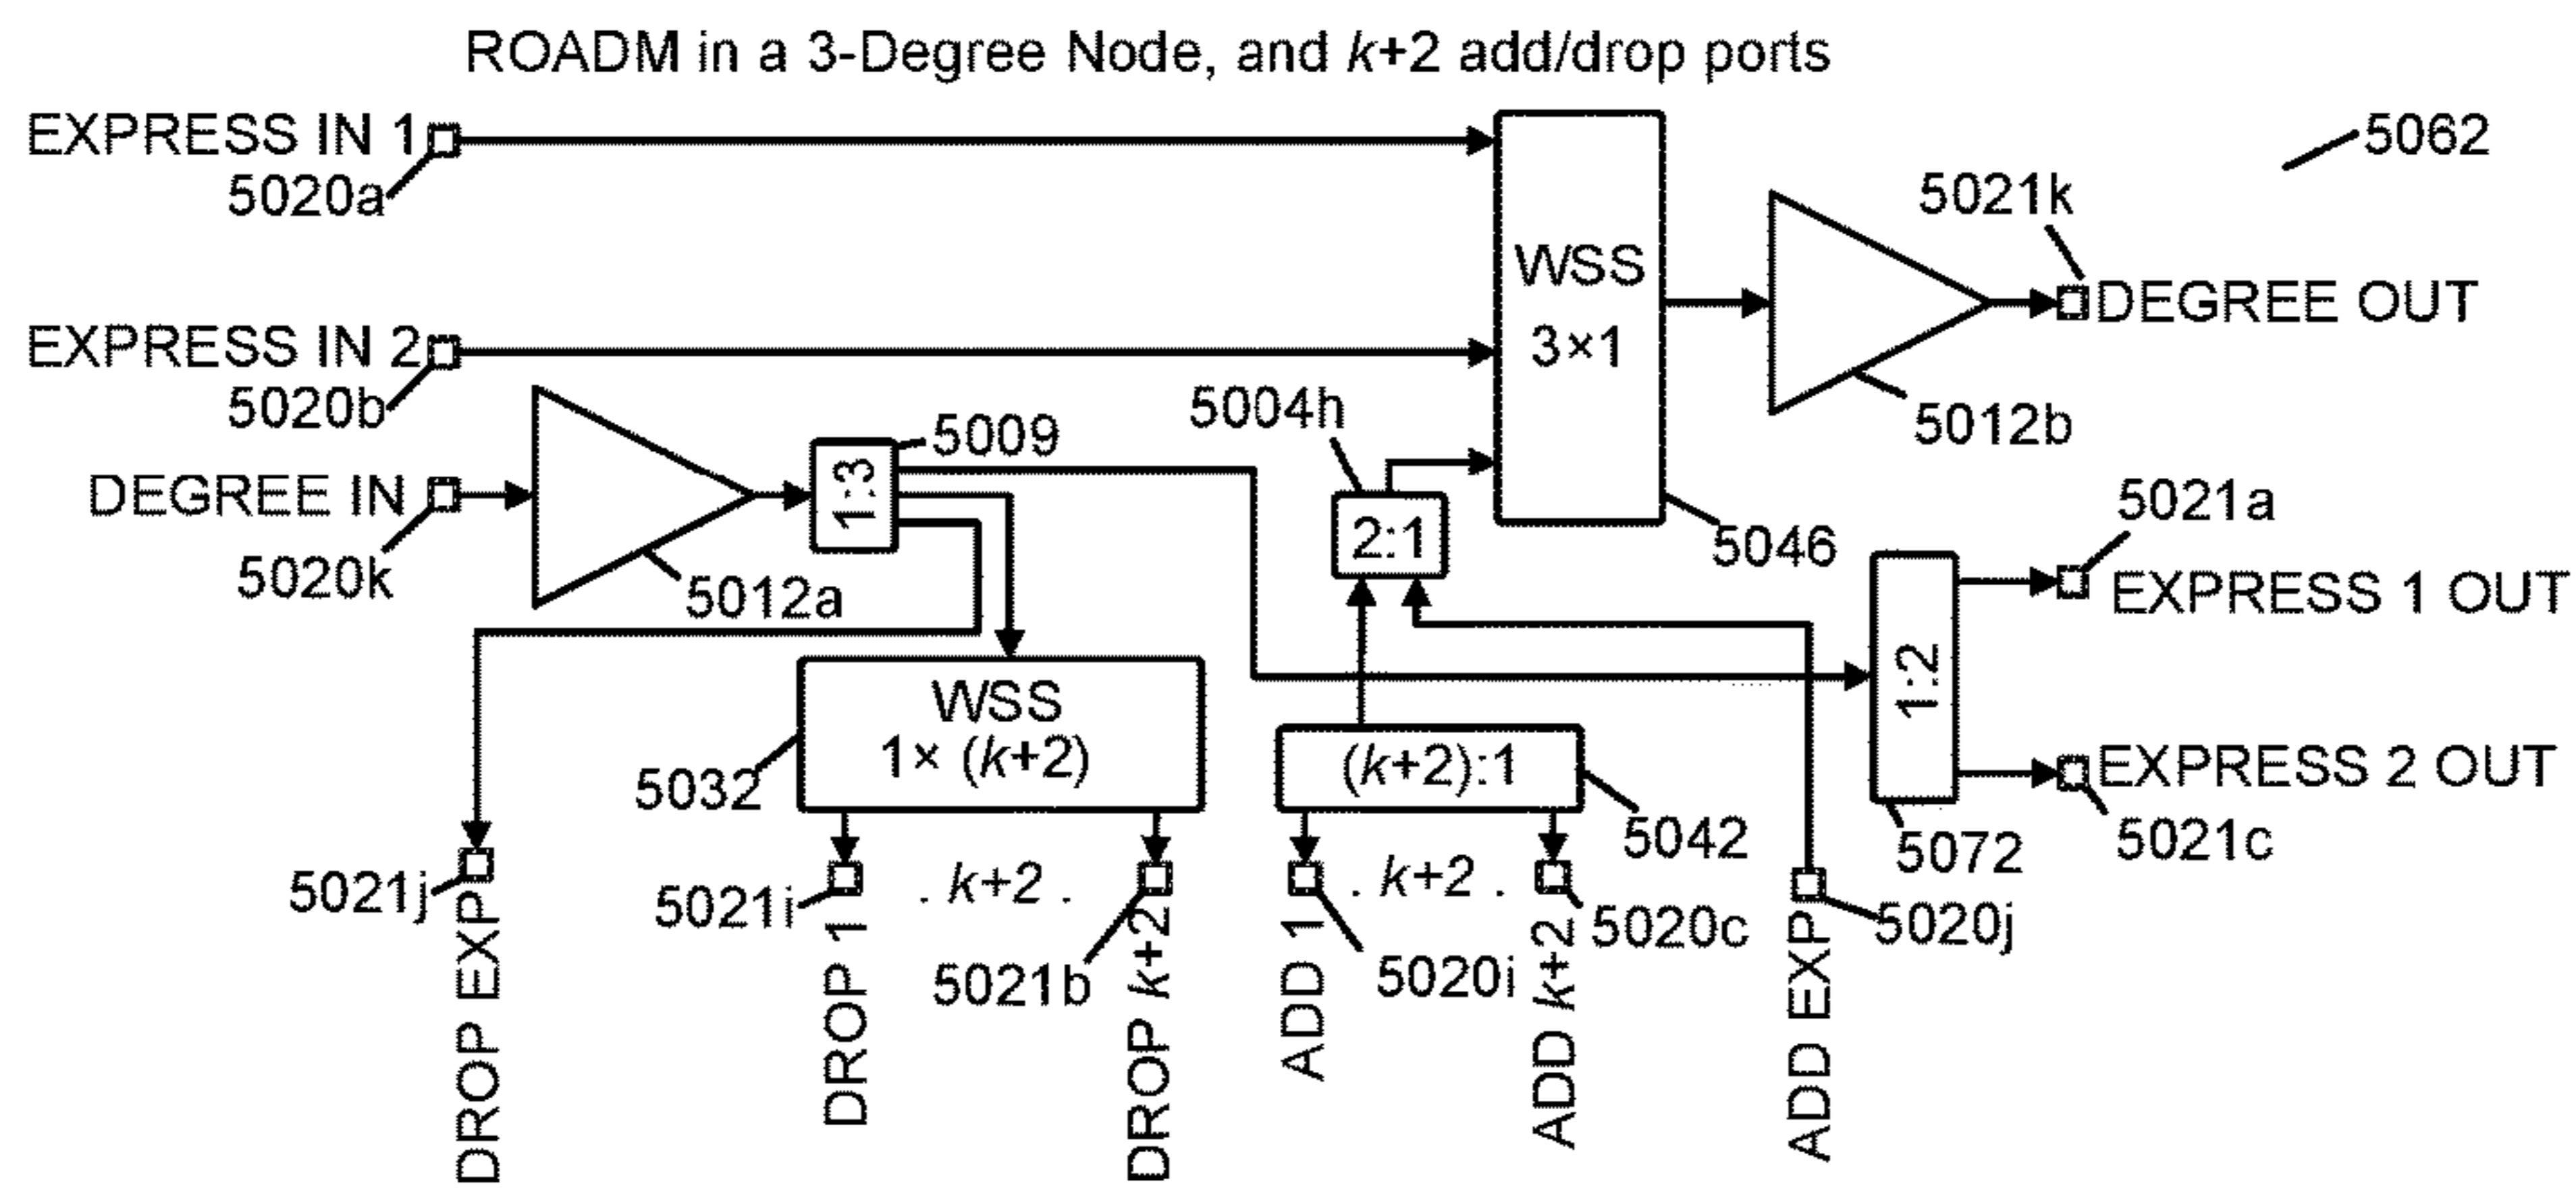 ROADM in a 3-Degree Node, and k+2 add/drop ports
EXPRESS IN 1
5020a
5062
5021k
WSS
3×1
DEGREE OUT
EXPRESS IN 2
5020b
5004h
5012b
5009
1:3
DEGREE IN
5020k
5012a
2:1
5046
5021a
EXPRESS 1 OUT
1:2
WSS
1× (k+2)
5032
(k+2):1
5042
EXPRESS 2 OUT
5072
5021c
5021j
5021i
. k+2 .
5021b
. k+2 .
5020i
5020c
5020j
DROP EXP
DROP 1
DROP k+2
ADD 1
ADD k+2
ADD EXP